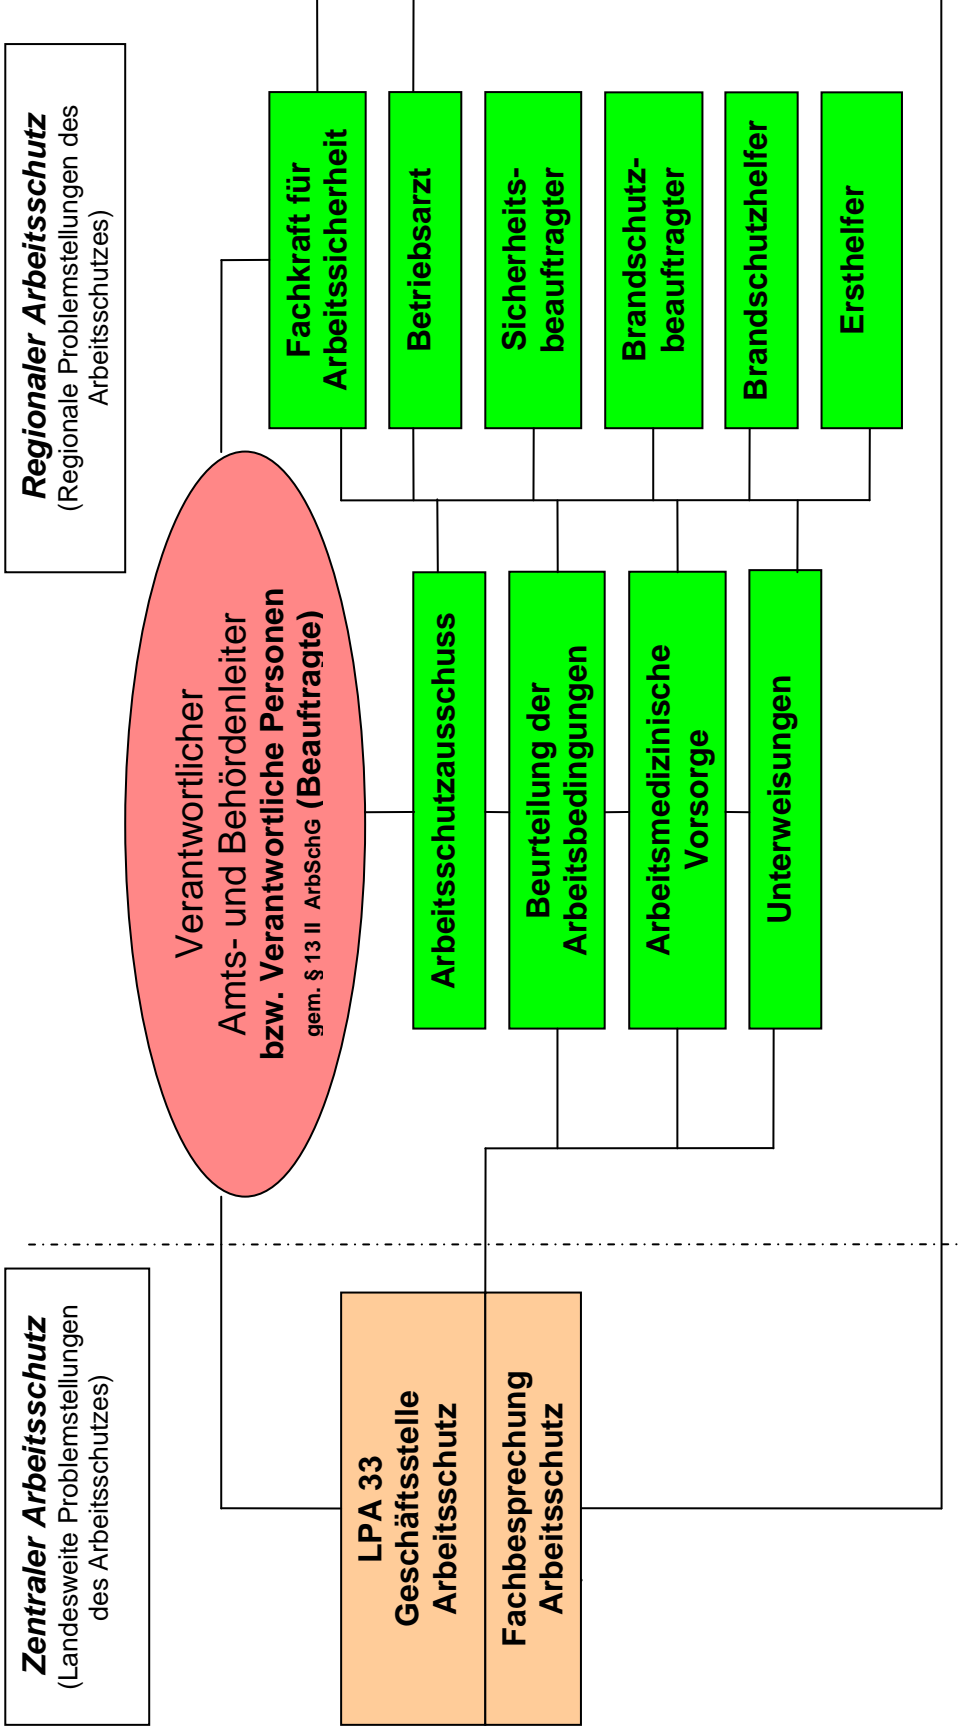 Zentraler Arbeitsschutz
(Landesweite Problemstellungen
des Arbeitsschutzes)
Regionaler Arbeitsschutz
(Regionale Problemstellungen des
Arbeitsschutzes)
Verantwortlicher
Amts- und Behördenleiter
bzw. Verantwortliche Personen
gem. § 13 II ArbSchG (Beauftragte)
LPA 33
Geschäftsstelle
Arbeitsschutz
Fachbesprechung
Arbeitsschutz
Arbeitsschutzausschuss
Beurteilung der
Arbeitsbedingungen
Arbeitsmedizinische
Vorsorge
Unterweisungen
Fachkraft für
Arbeitssicherheit
Betriebsarzt
Sicherheits-
beauftragter
Brandschutz-
beauftragter
Brandschutzhelfer
Ersthelfer